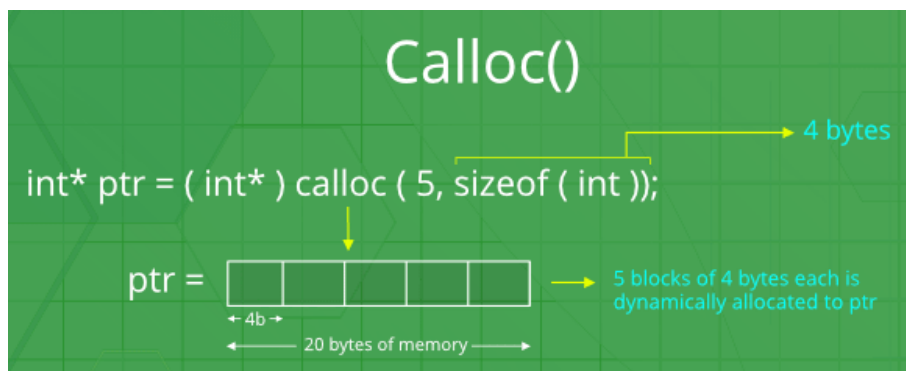 Calloc()
4 bytes
int* ptr = ( int* ) calloc ( 5, sizeof ( int ));
ptr =
5 blocks of 4 bytes each is
dynamically allocated to ptr
4b
20 bytes of memory